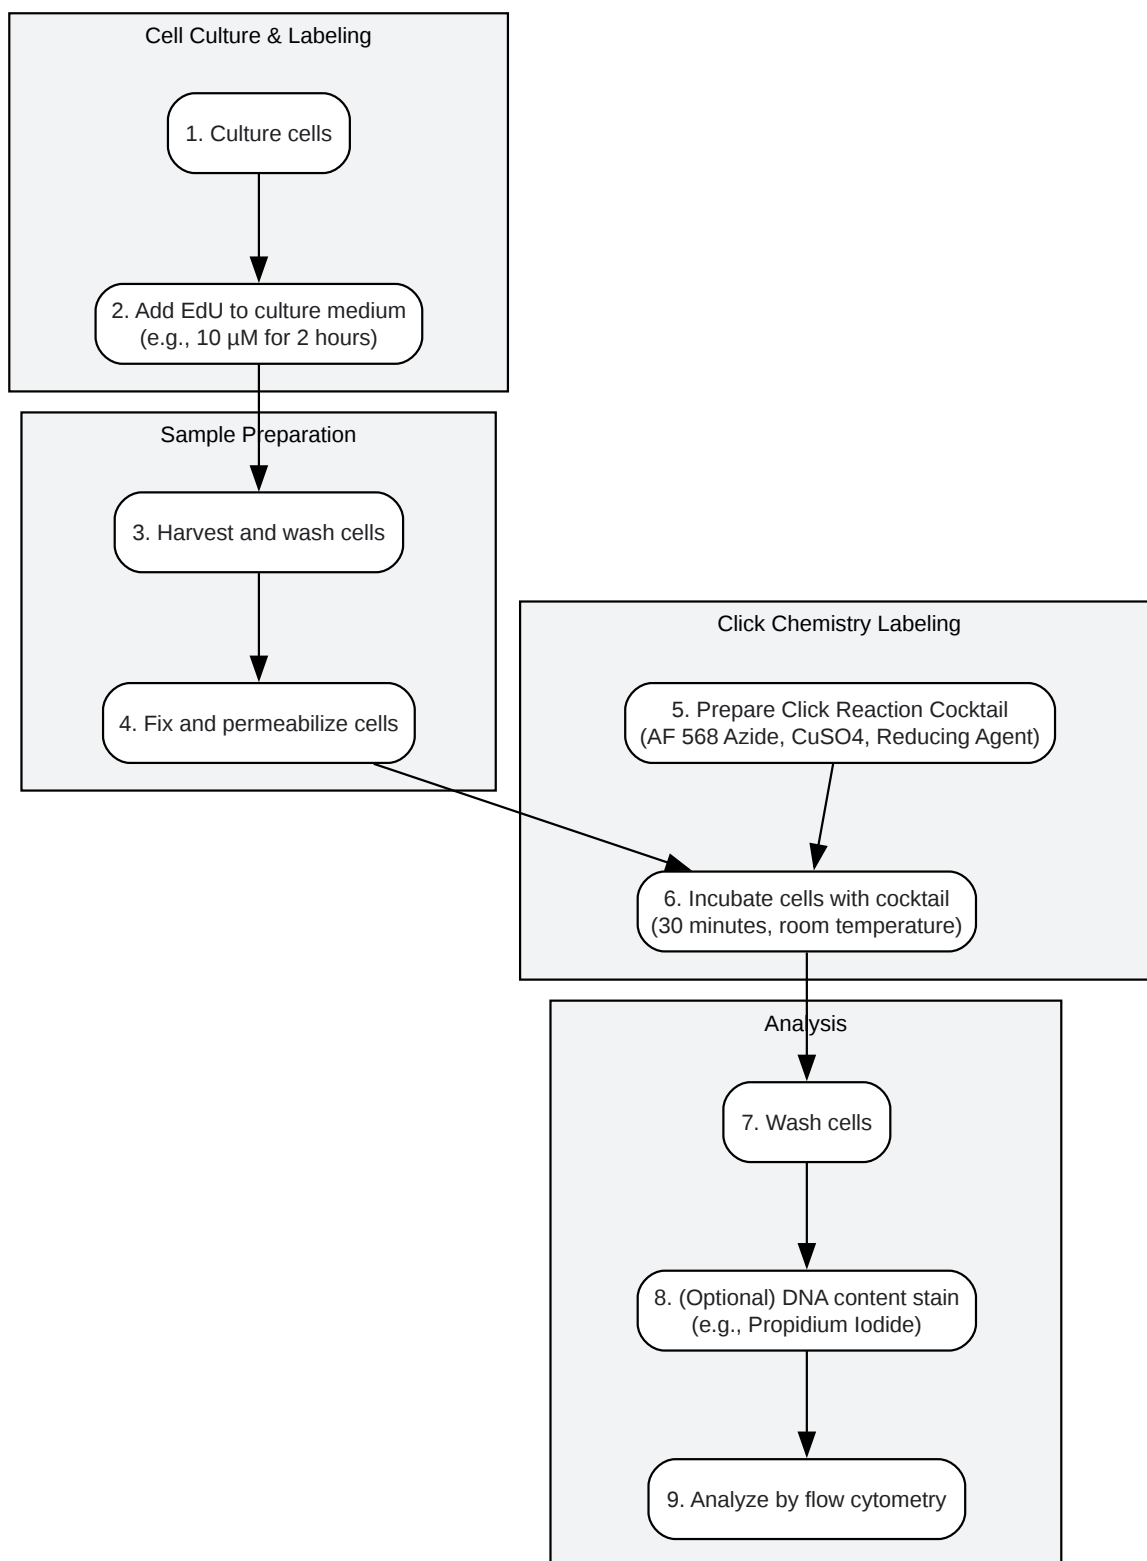 Cell Culture & Labeling
1. Culture cells
2. Add EdU to culture medium
(e.g., 10 µM for 2 hours)
Sample Preparation
3. Harvest and wash cells
4. Fix and permeabilize cells
Click Chemistry Labeling
5. Prepare Click Reaction Cocktail
(AF 568 Azide, CuSO4, Reducing Agent)
6. Incubate cells with cocktail
(30 minutes, room temperature)
Analysis
7. Wash cells
8. (Optional) DNA content stain
(e.g., Propidium Iodide)
9. Analyze by flow cytometry